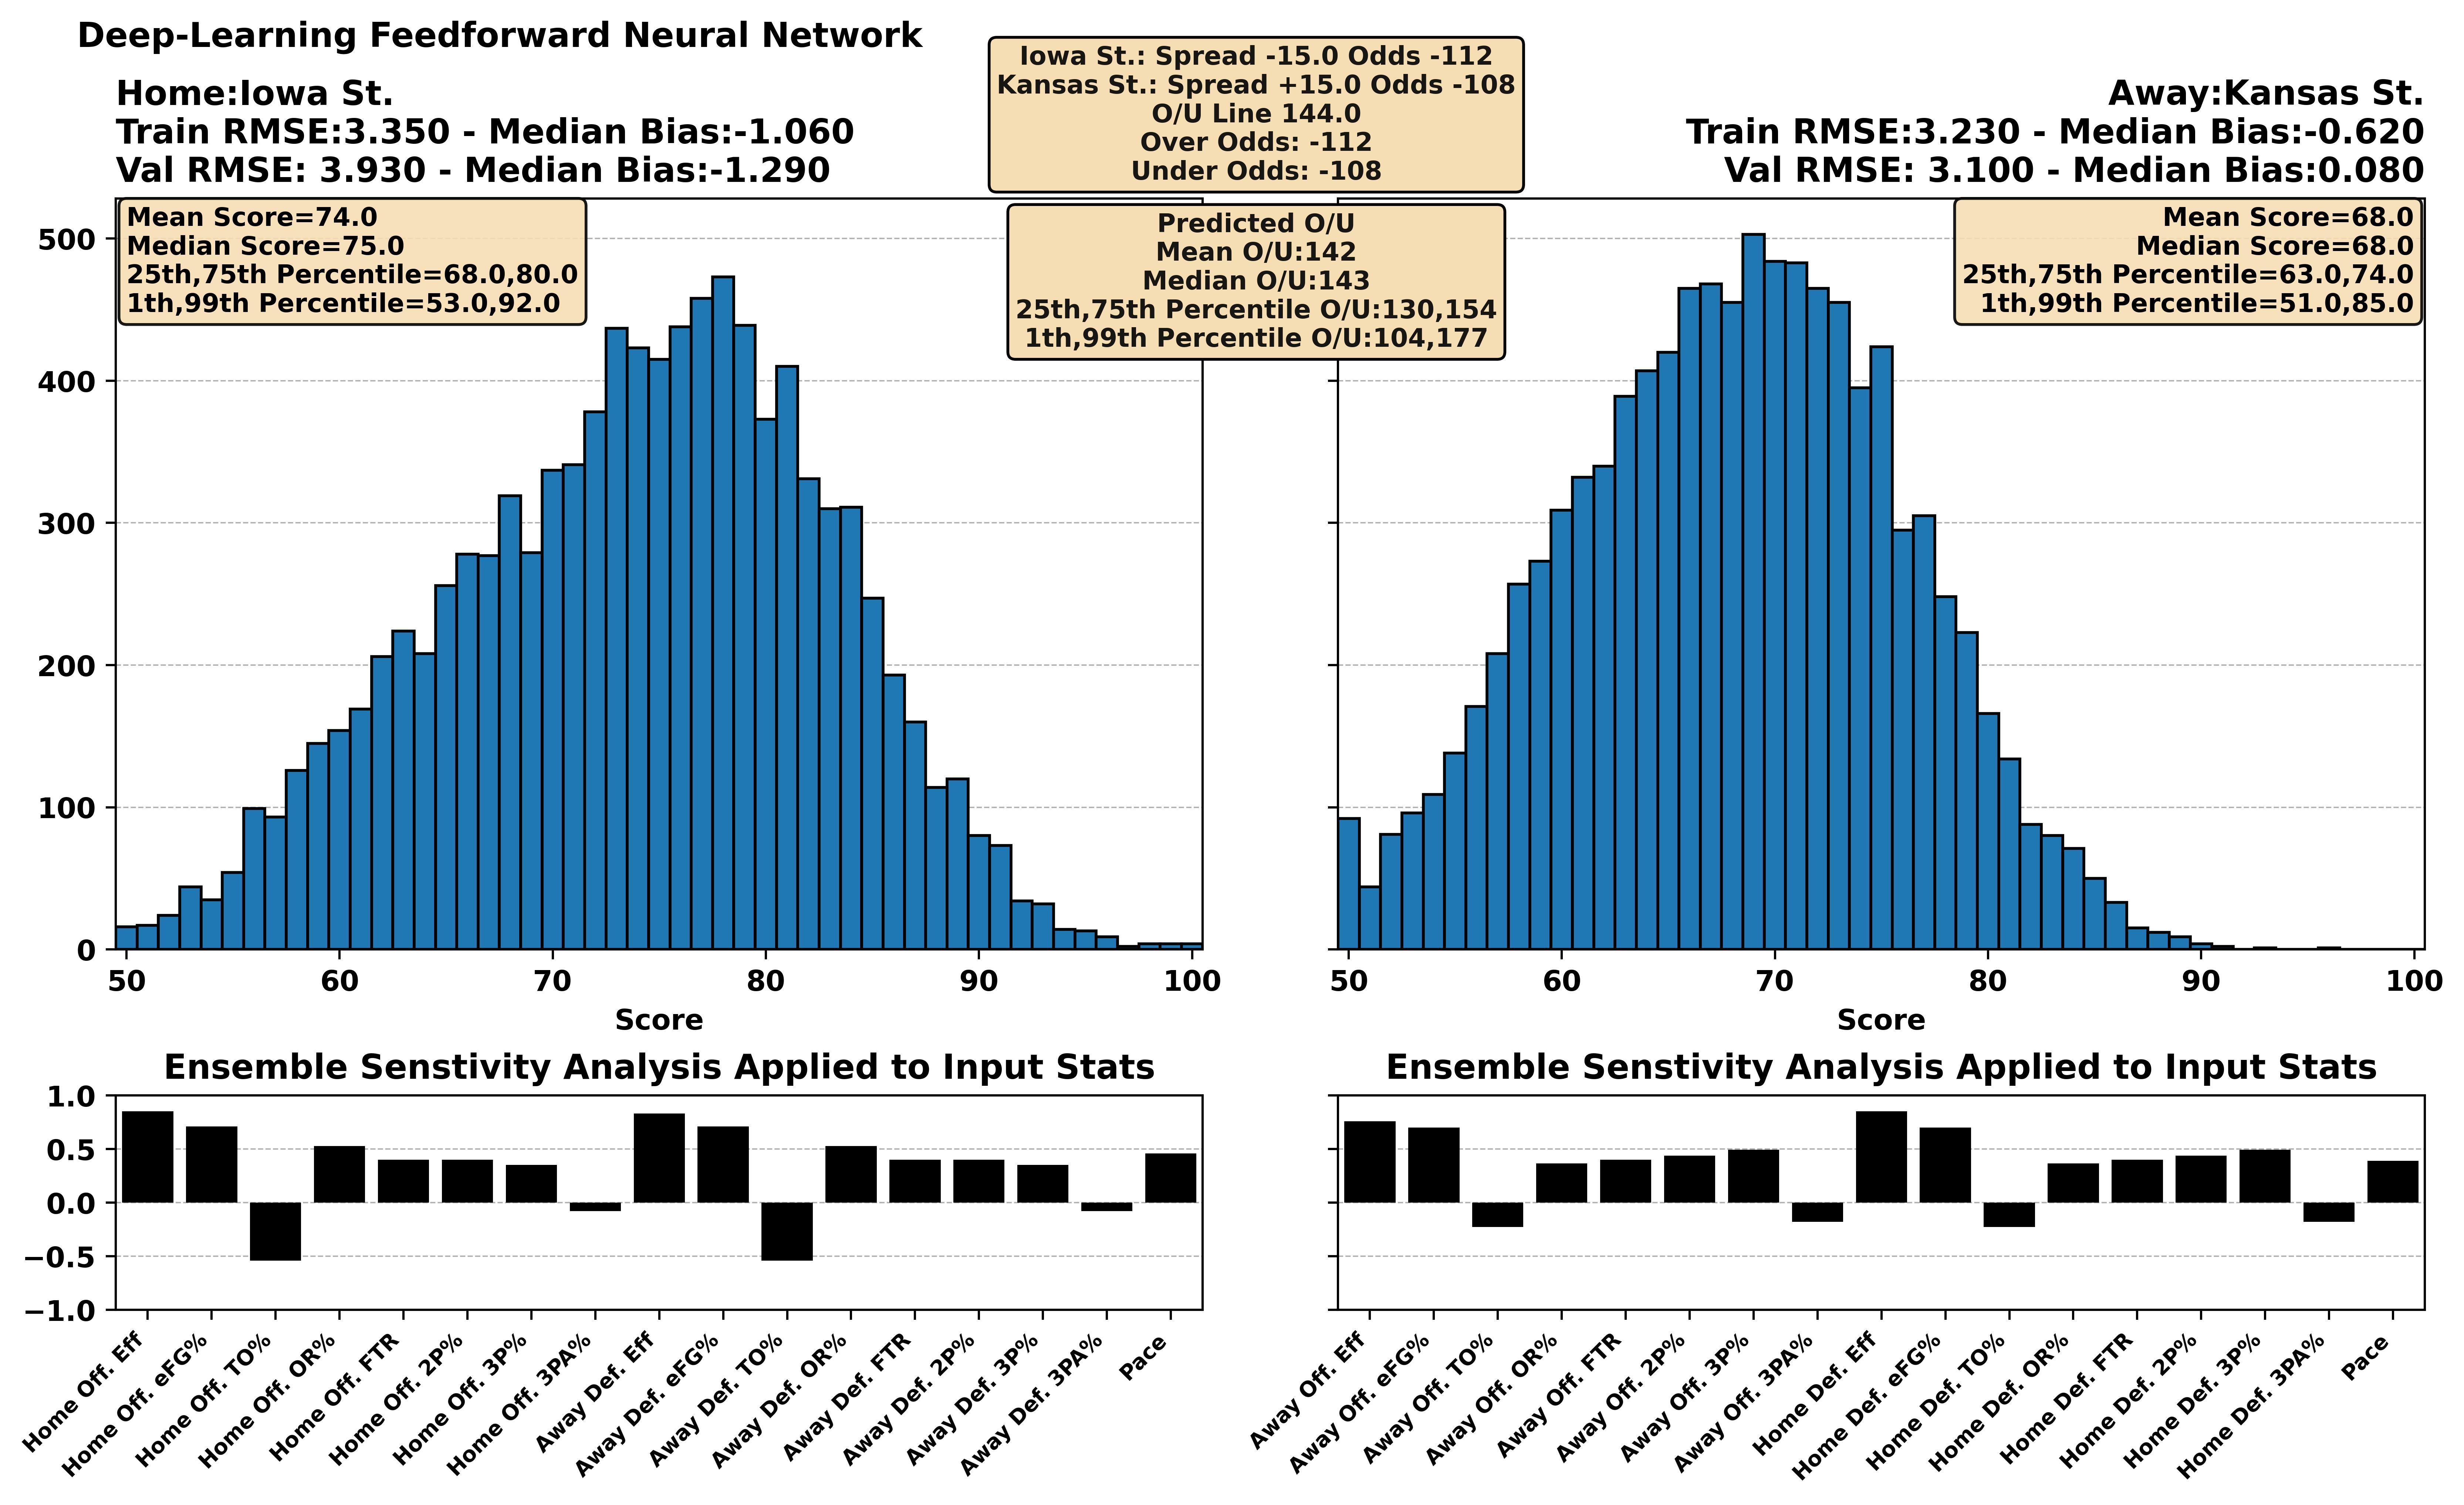 Deep-Learning Feedforward Neural Network
Home:Iowa St.
Train RMSE:3.350 - Median Bias:-1.060
Val RMSE: 3.930 - Median Bias:-1.290
Iowa St.: Spread -15.0 Odds -112
Kansas St.: Spread +15.0 Odds -108
O/U Line 144.0
Over Odds: -112
Under Odds: -108
Away:Kansas St.
Train RMSE:3.230 - Median Bias:-0.620
Val RMSE: 3.100 - Median Bias:0.080
Mean Score=74.0
Median Score=75.0
25th,75th Percentile=68.0,80.0
1th,99th Percentile=53.0,92.0
Predicted O/U
Mean O/U:142
Median O/U:143
25th,75th Percentile O/U:130,154
1th,99th Percentile O/U:104,177
Mean Score=68.0
Median Score=68.0
25th,75th Percentile=63.0,74.0
1th,99th Percentile=51.0,85.0
500
400
300
200
100
0
50 60 70 80 90 100
Score
50 60 70 80 90 100
Score
Ensemble Senstivity Analysis Applied to Input Stats
1.0
0.5
0.0
−0.5
−1.0
Home Off. Eff
Home Off. eFG%
Home Off. TO%
Home Off. OR%
Home Off. FTR
Home Off. 2P%
Home Off. 3P%
Home Off. 3PA%
Away Def. Eff
Away Def. eFG%
Away Def. TO%
Away Def. OR%
Away Def. FTR
Away Def. 2P%
Away Def. 3P%
Away Def. 3PA%
Pace
Ensemble Senstivity Analysis Applied to Input Stats
Away Off. Eff
Away Off. eFG%
Away Off. TO%
Away Off. OR%
Away Off. FTR
Away Off. 2P%
Away Off. 3P%
Away Off. 3PA%
Home Def. Eff
Home Def. eFG%
Home Def. TO%
Home Def. OR%
Home Def. FTR
Home Def. 2P%
Home Def. 3P%
Home Def. 3PA%
Pace